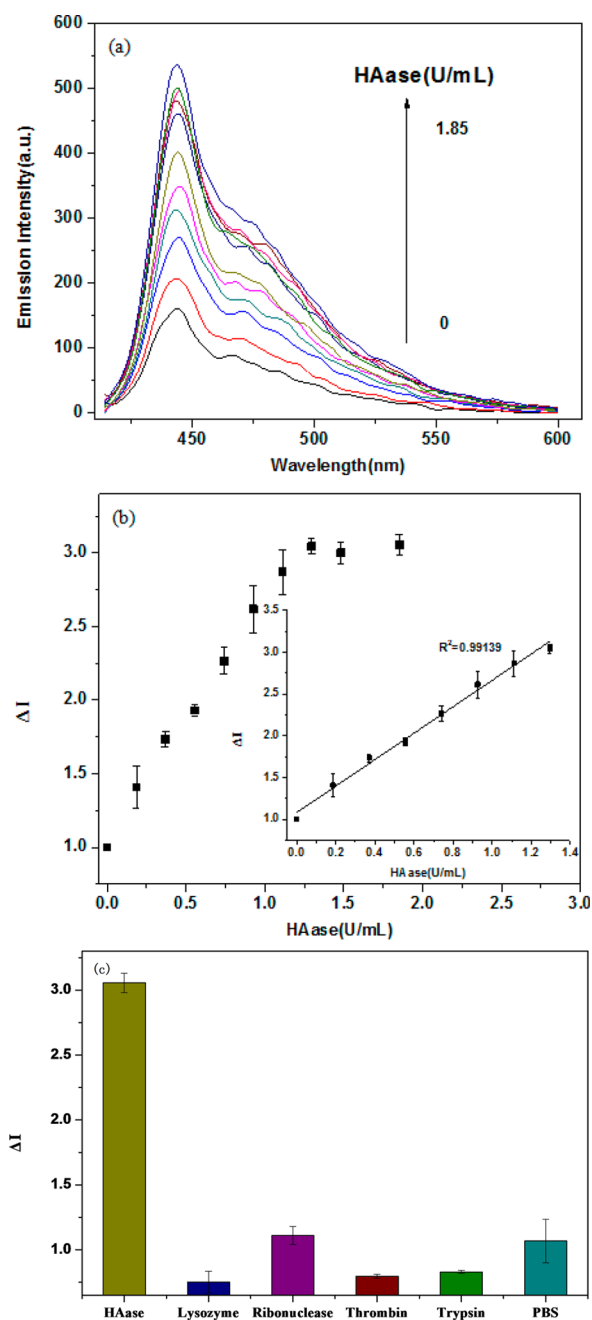 (a)
HAase(U/mL)
1.85
0
Emission Intensity(a.u.)
600
500
400
300
200
100
0
450
500
550
600
Wavelength(nm)
(b)
ΔI
3.0
2.5
2.0
1.5
1.0
0.0
0.5
1.0
1.5
2.0
2.5
3.0
HAase(U/mL)
R²=0.99139
ΔI
3.5
3.0
2.5
2.0
1.5
1.0
0.0
0.2
0.4
0.6
0.8
1.0
1.2
1.4
HAase(U/mL)
(c)
ΔI
3.0
2.5
2.0
1.5
1.0
HAase
Lysozyme
Ribonuclease
Thrombin
Trypsin
PBS